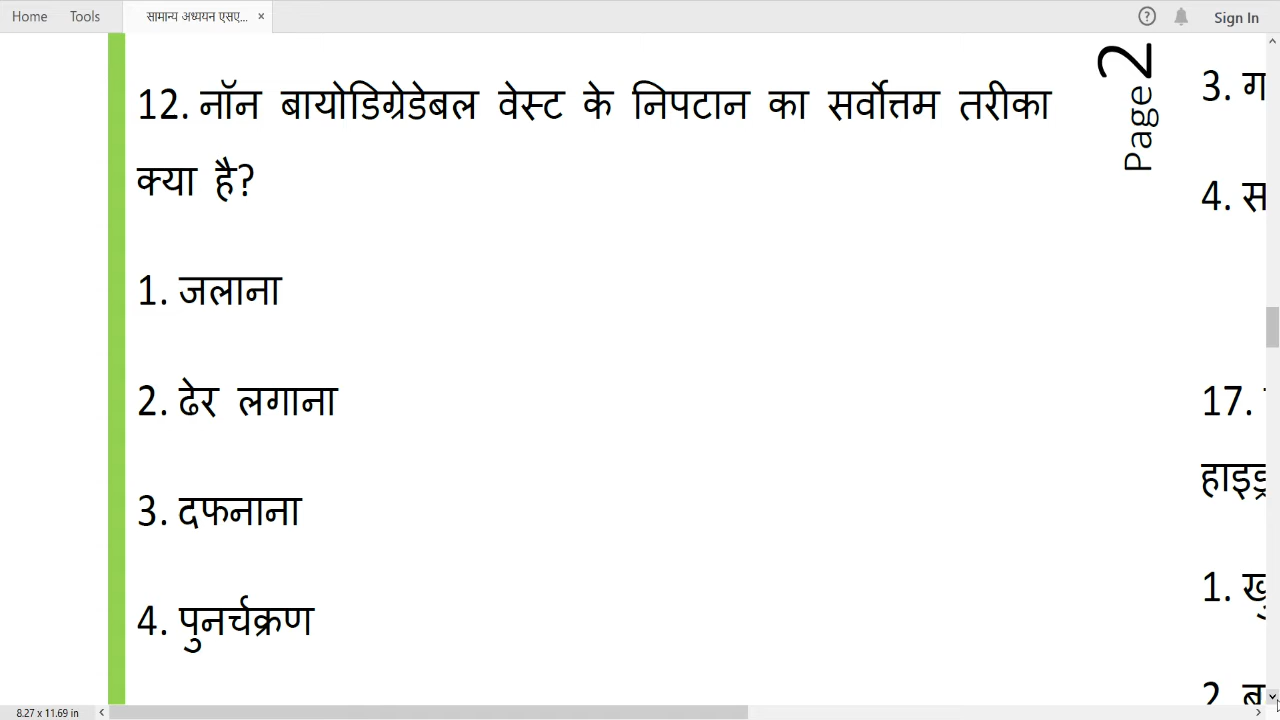 Home Tools सामान्य अध्ययन एसए... × ? Sign In
12. नॉन बायोडिग्रेडेबल वेस्ट के निपटान का सर्वोत्तम तरीका
क्या है?
1. जलाना
2. ढेर लगाना
3. दफनाना
4. पुनर्चक्रण
Page 2
3. ग
4. स
17.
हाइड्र
1. खु
2. ब
8.27 x 11.69 in